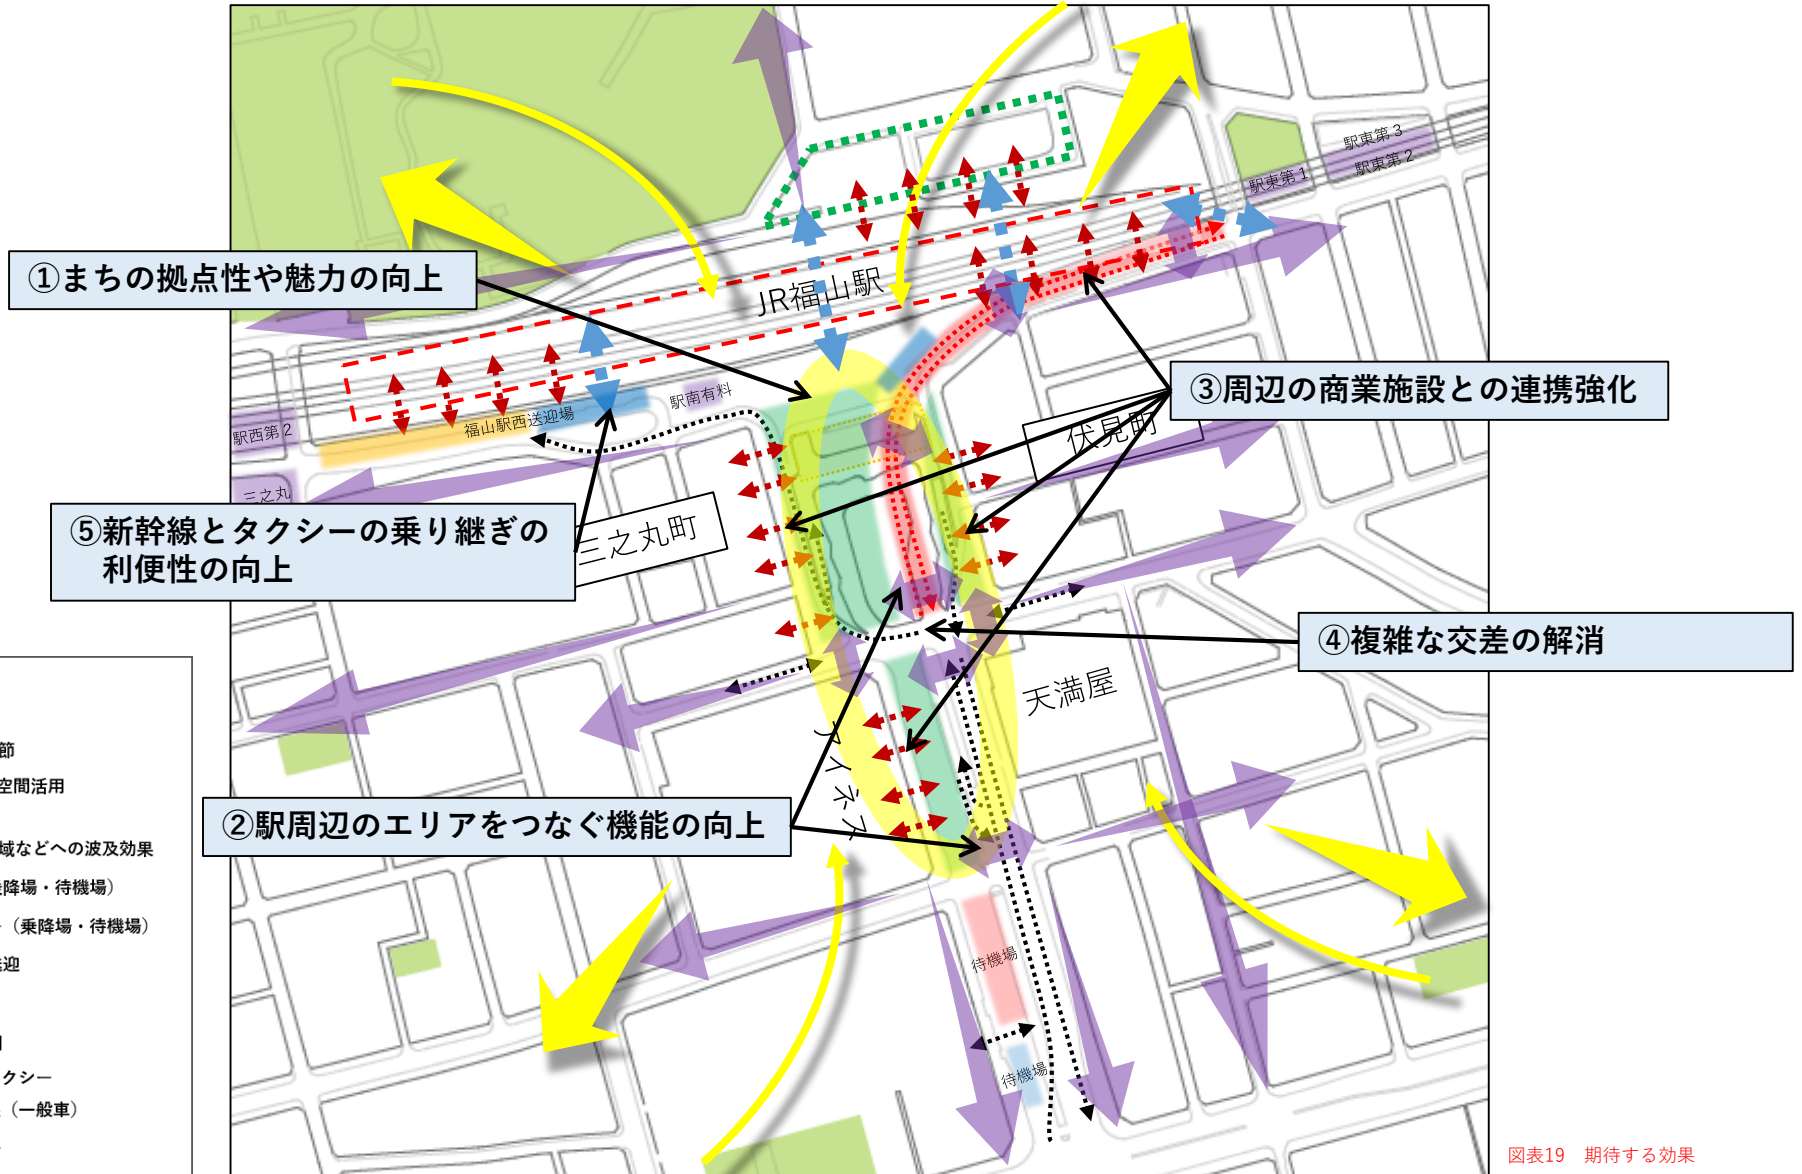 駅東第３
駅東第２
駅東第１
①まちの拠点性や魅力の向上
JR福山駅
③周辺の商業施設との連携強化
駅南有料
福山駅西送迎場
駅西第２
伏見町
三之丸
⑤新幹線とタクシーの乗り継ぎの
利便性の向上
三之丸町
④複雑な交差の解消
天満屋
アイネス
②駅周辺のエリアをつなぐ機能の向上
節
空間活用
域などへの波及効果
降場・待機場）
（乗降場・待機場）
迎
クシー
（一般車）
待機場
待機場
図表19　期待する効果